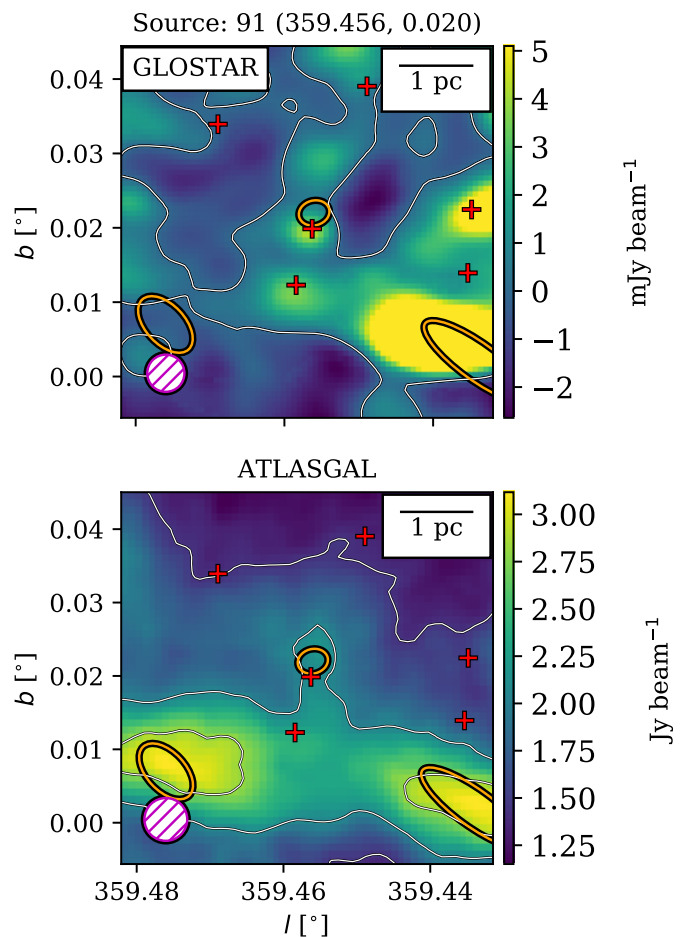 Source: 91 (359.456, 0.020)
GLOSTAR
1 pc
0.04
0.03
0.02
0.01
0.00
b [°]
5
4
3
2
1
0
−1
−2
mJy beam⁻¹
ATLASGAL
1 pc
0.04
0.03
0.02
0.01
0.00
b [°]
3.00
2.75
2.50
2.25
2.00
1.75
1.50
1.25
Jy beam⁻¹
359.48 359.46 359.44
l [°]